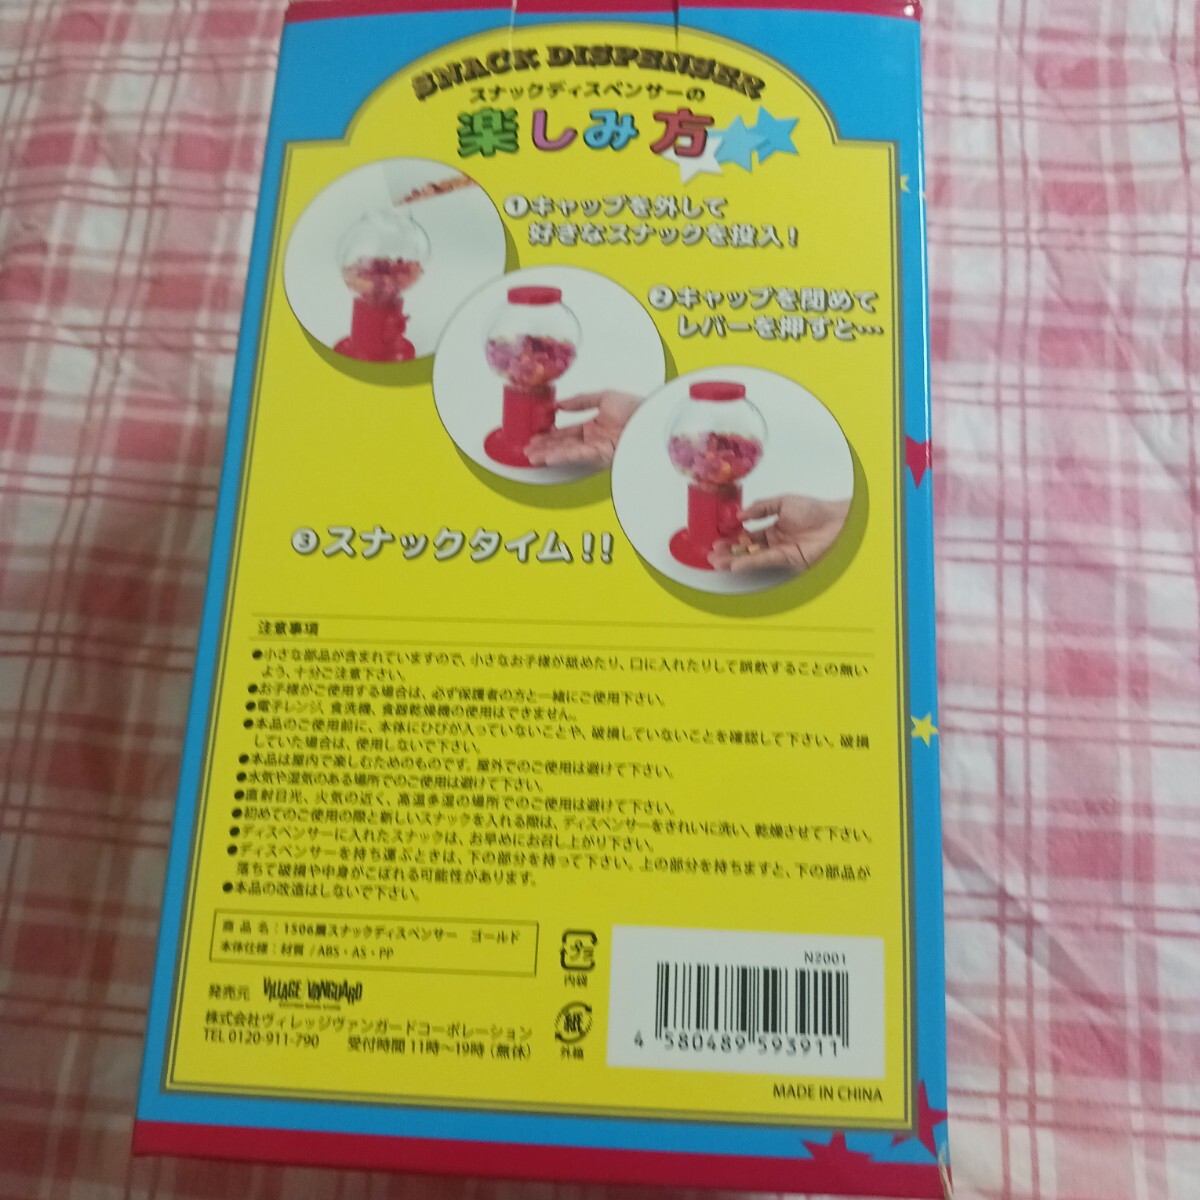 SNACK DISPENSER
スナックディスペンサーの
楽しみ方
❶キャップを外して
好きなスナックを投入！
❷キャップを閉めて
レバーを押すと…
❸スナックタイム！！
注意事項
●小さな部品が含まれていますので、小さなお子様が舐めたり、口に入れたりして誤飲することの無い
よう、十分ご注意下さい。
●お子様がご使用する場合は、必ず保護者の方と一緒にご使用下さい。
●電子レンジ、食洗機、食器乾燥機の使用はできません。
●本品のご使用前に、本体にひびが入っていないことや、破損していないことを確認して下さい。破損
していた場合は、使用しないで下さい。
●本品は屋内で楽しむためのものです。屋外でのご使用は避けて下さい。
●水気や湿気のある場所でのご使用は避けて下さい。
●直射日光、火気の近く、高温多湿の場所でのご使用は避けて下さい。
●初めてのご使用の際と新しいスナックを入れる際は、ディスペンサーをきれいに洗い、乾燥させて下さい。
●ディスペンサーに入れたスナックは、お早めにお召し上がり下さい。
●ディスペンサーを持ち運ぶときは、下の部分を持って下さい。上の部分を持ちますと、下の部品が
落ちて破損や中身がこぼれる可能性があります。
●本品の改造はしないで下さい。
商品名：1506展スナックディスペンサー ゴールド
本体仕様：材質/ABS・AS・PP
プラ
内袋
紙
外箱
発売元 VILLAGE VANGUARD
株式会社ヴィレッジヴァンガードコーポレーション
TEL 0120-911-790 受付時間 11時～19時（無休）
N2001
4 580489 593911
MADE IN CHINA